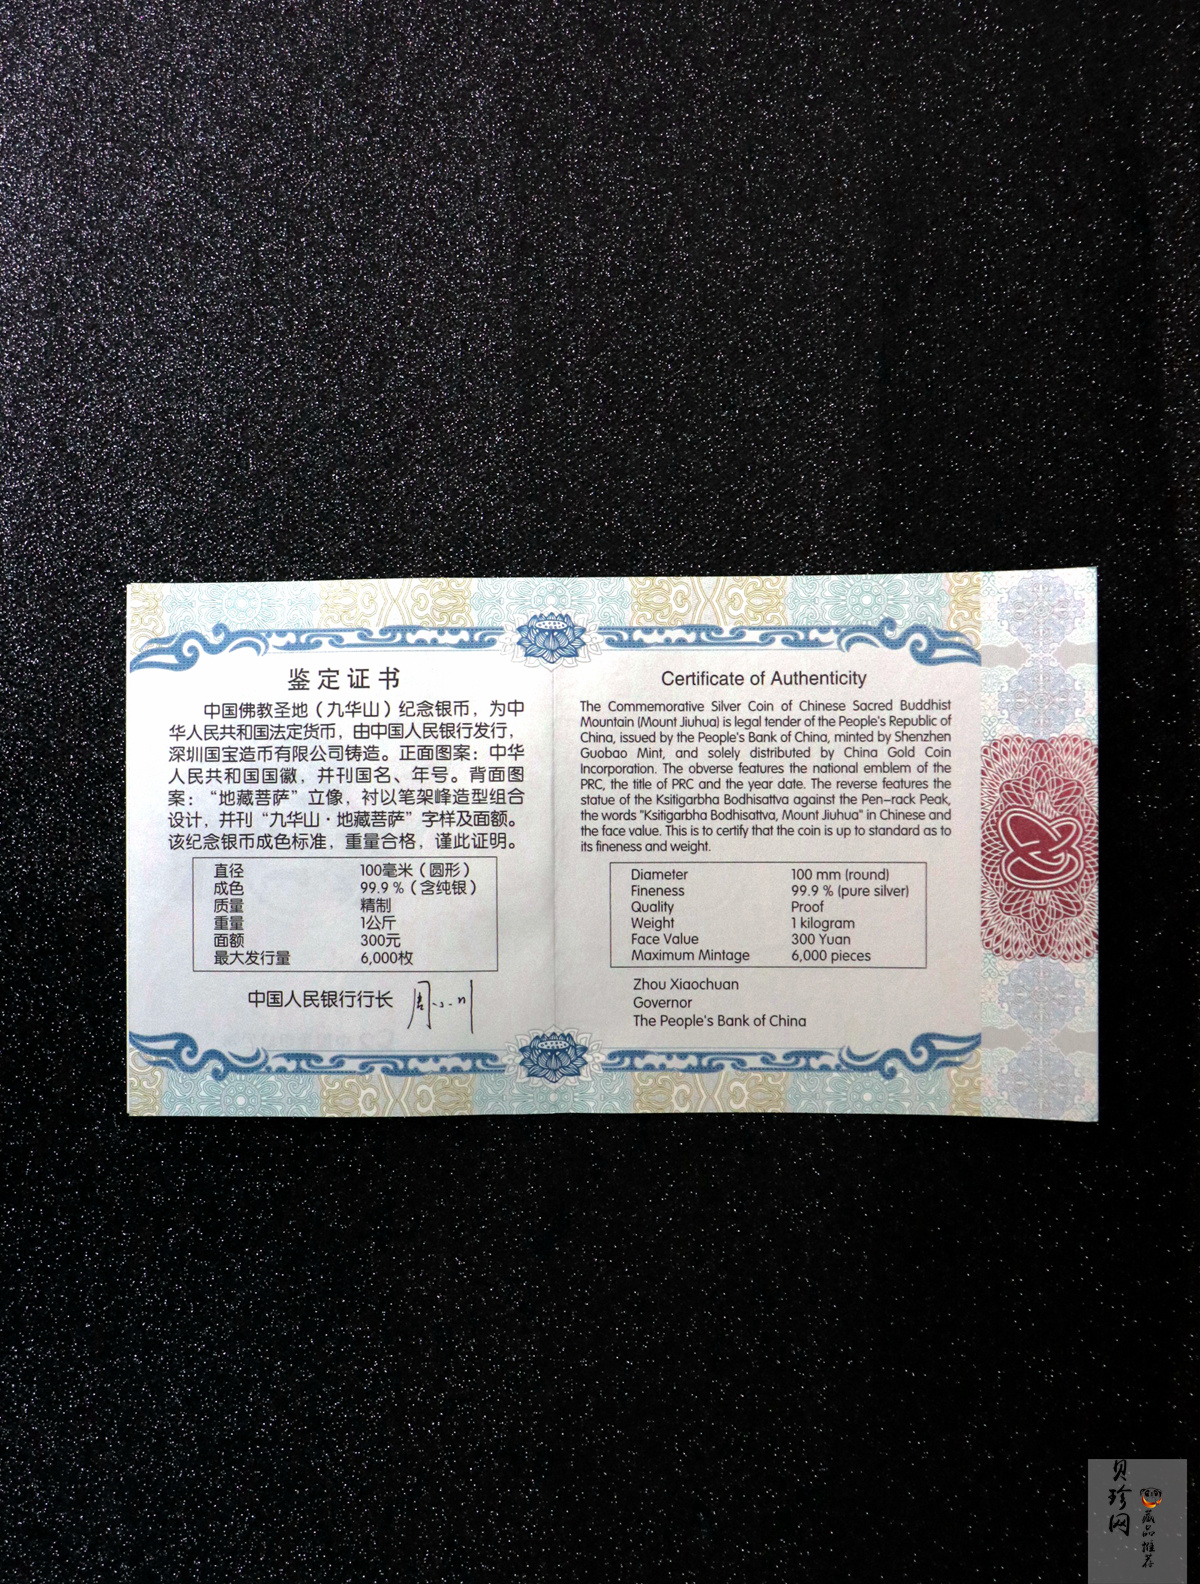 鉴定证书
中国佛教圣地（九华山）纪念银币，为中
华人民共和国法定货币，由中国人民银行发行，
深圳国宝造币有限公司铸造。正面图案：中华
人民共和国国徽，并刊国名、年号。背面图
案：“地藏菩萨”立像，衬以笔架峰造型组合
设计，并刊“九华山·地藏菩萨”字样及面额。
该纪念银币成色标准，重量合格，谨此证明。
直径 100毫米（圆形）
成色 99.9％（含纯银）
质量 精制
重量 1公斤
面额 300元
最大发行量 6,000枚
中国人民银行行长 周小川
Certificate of Authenticity
The Commemorative Silver Coin of Chinese Sacred Buddhist
Mountain (Mount Jiuhua) is legal tender of the People's Republic of
China, issued by the People's Bank of China, minted by Shenzhen
Guobao Mint, and solely distributed by China Gold Coin
Incorporation. The obverse features the national emblem of the
PRC, the title of PRC and the year date. The reverse features the
statue of the Ksitigarbha Bodhisattva against the Pen-rack Peak,
the words "Ksitigarbha Bodhisattva, Mount Jiuhua" in Chinese and
the face value. This is to certify that the coin is up to standard as to
its fineness and weight.
Diameter 100 mm (round)
Fineness 99.9 % (pure silver)
Quality Proof
Weight 1 kilogram
Face Value 300 Yuan
Maximum Mintage 6,000 pieces
Zhou Xiaochuan
Governor
The People's Bank of China
贝珍网
藏品推荐